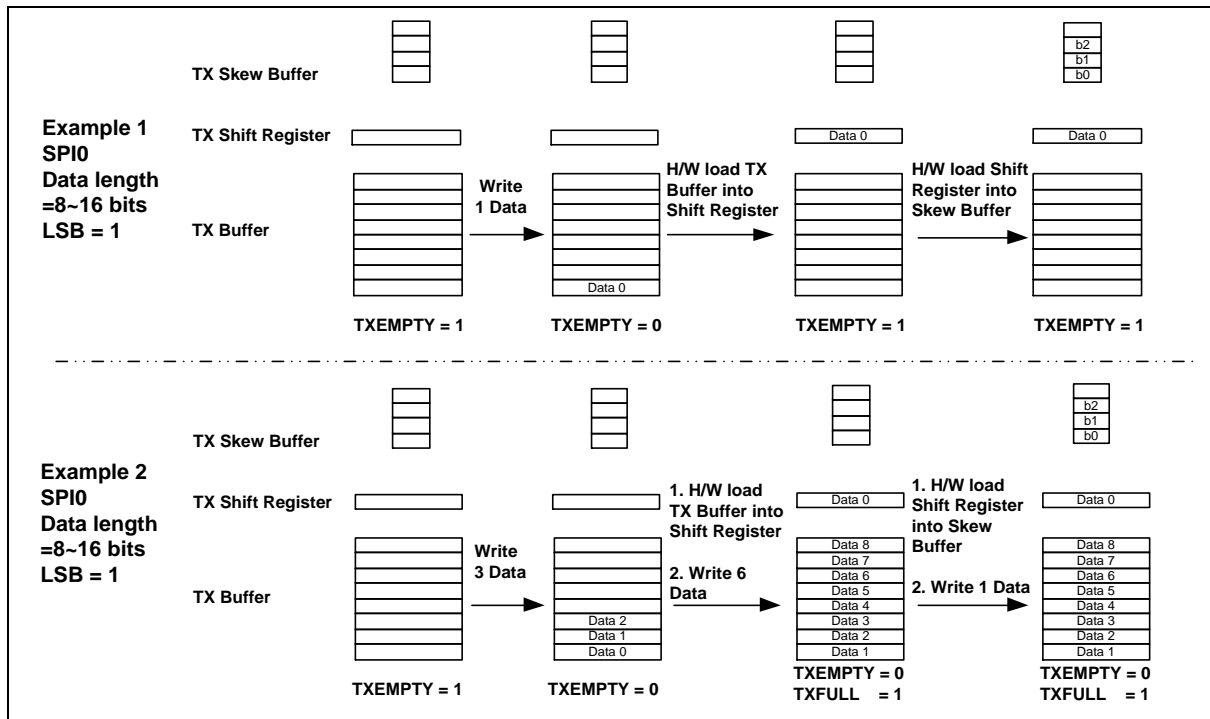 TX Skew Buffer
b2
b1
b0
Example 1
SPI0
Data length
=8~16 bits
LSB = 1
TX Shift Register
Data 0
Data 0
TX Buffer
Write
1 Data
H/W load TX
Buffer into
Shift Register
H/W load Shift
Register into
Skew Buffer
Data 0
TXEMPTY = 1
TXEMPTY = 0
TXEMPTY = 1
TXEMPTY = 1
TX Skew Buffer
b2
b1
b0
Example 2
SPI0
Data length
=8~16 bits
LSB = 1
TX Shift Register
Data 0
Data 0
TX Buffer
Write
3 Data
Data 2
Data 1
Data 0
1. H/W load
TX Buffer into
Shift Register
2. Write 6
Data
Data 8
Data 7
Data 6
Data 5
Data 4
Data 3
Data 2
Data 1
1. H/W load
Shift Register
into Skew
Buffer
2. Write 1 Data
Data 8
Data 7
Data 6
Data 5
Data 4
Data 3
Data 2
Data 1
TXEMPTY = 1
TXEMPTY = 0
TXEMPTY = 0
TXFULL = 1
TXEMPTY = 0
TXFULL = 1